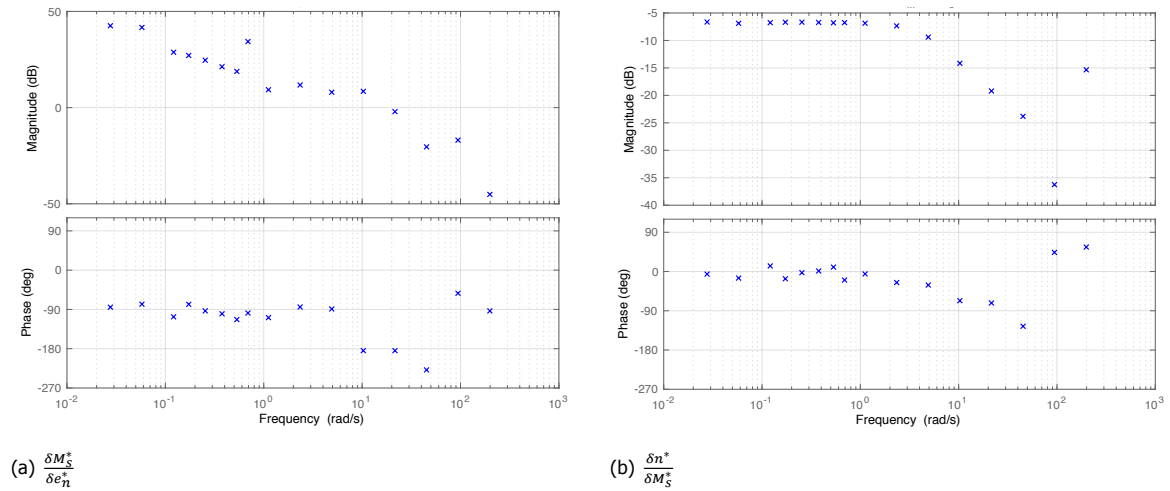 50
0
-50
Magnitude (dB)
90
0
-90
-180
-270
Phase (deg)
10^-2 10^-1 10^0 10^1 10^2 10^3
Frequency (rad/s)
(a) δM*_S / δe*_n
-5
-10
-15
-20
-25
-30
-35
-40
Magnitude (dB)
90
0
-90
-180
-270
Phase (deg)
10^-2 10^-1 10^0 10^1 10^2 10^3
Frequency (rad/s)
(b) δn* / δM*_S